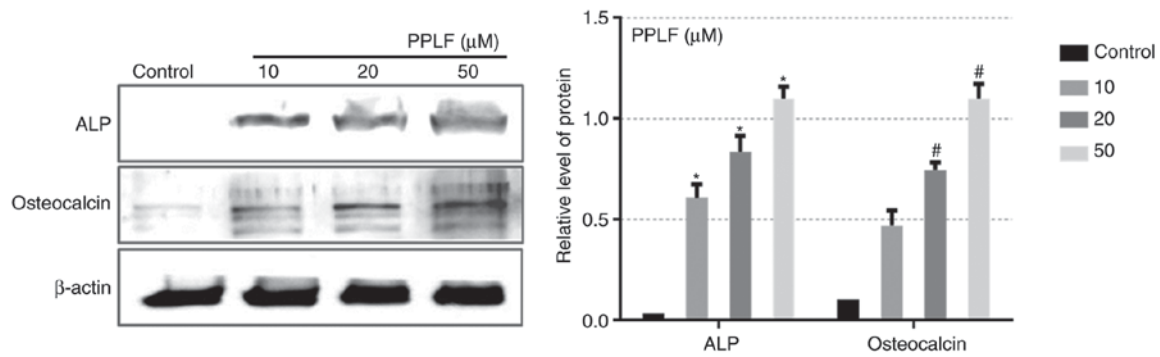 PPLF (μM)
Control 10 20 50
ALP
Osteocalcin
β-actin
Relative level of protein
1.5
1.0
0.5
0.0
PPLF (μM)
* * *
# #
ALP Osteocalcin
Control
10
20
50